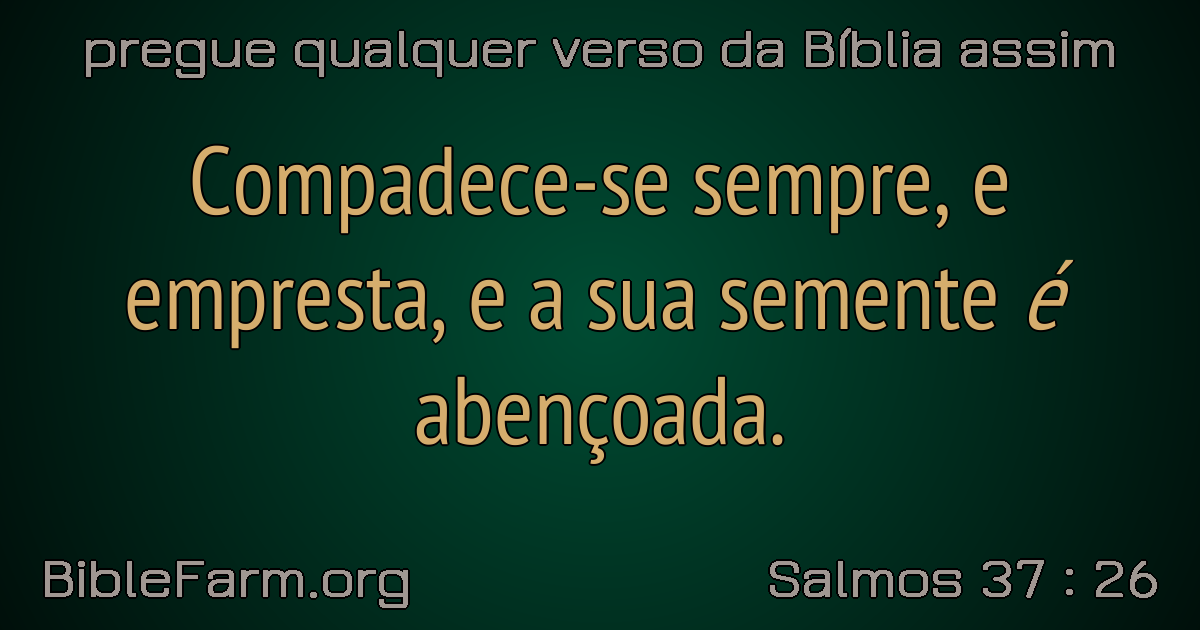 pregue qualquer verso da Bíblia assim
Compadece-se sempre, e
empresta, e a sua semente é
abençoada.
BibleFarm.org
Salmos 37 : 26